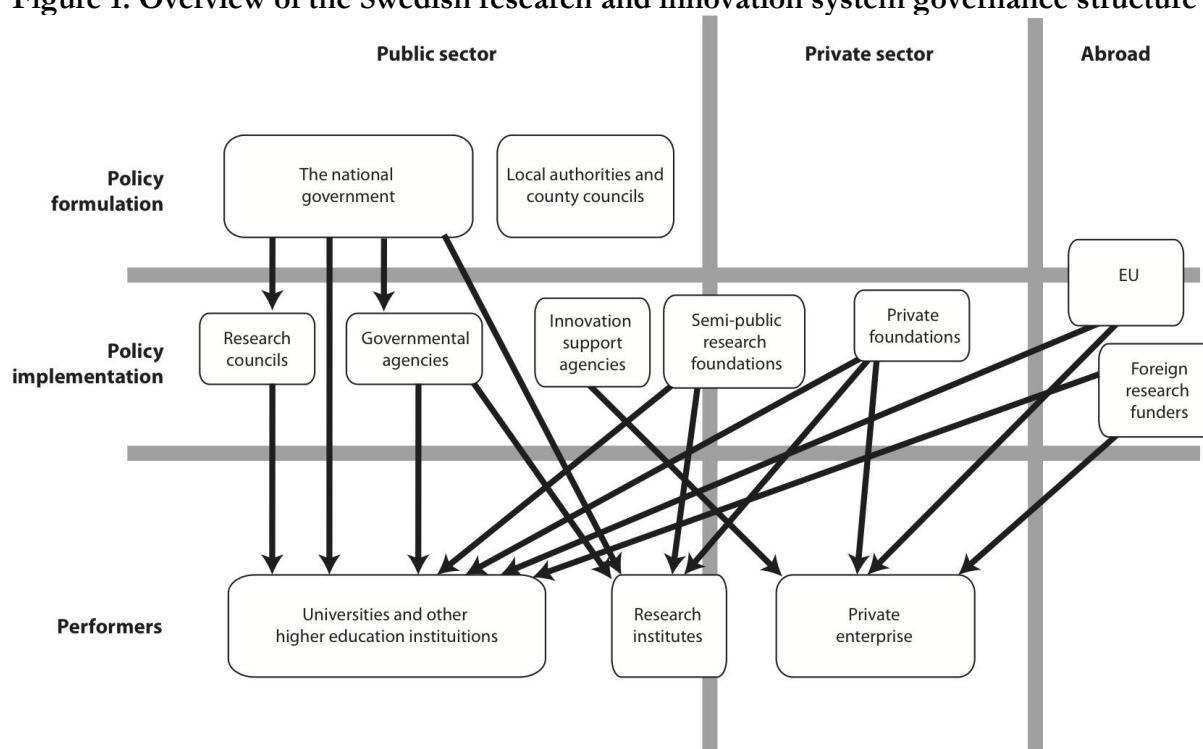 Figure 1. Overview of the Swedish research and innovation system governance structure
Public sector
Private sector
Abroad
Policy
formulation
The national
government
Local authorities and
county councils
EU
Policy
implementation
Research
councils
Governmental
agencies
Innovation
support
agencies
Semi-public
research
foundations
Private
foundations
Foreign
research
funders
Performers
Universities and other
higher education instituitions
Research
institutes
Private
enterprise